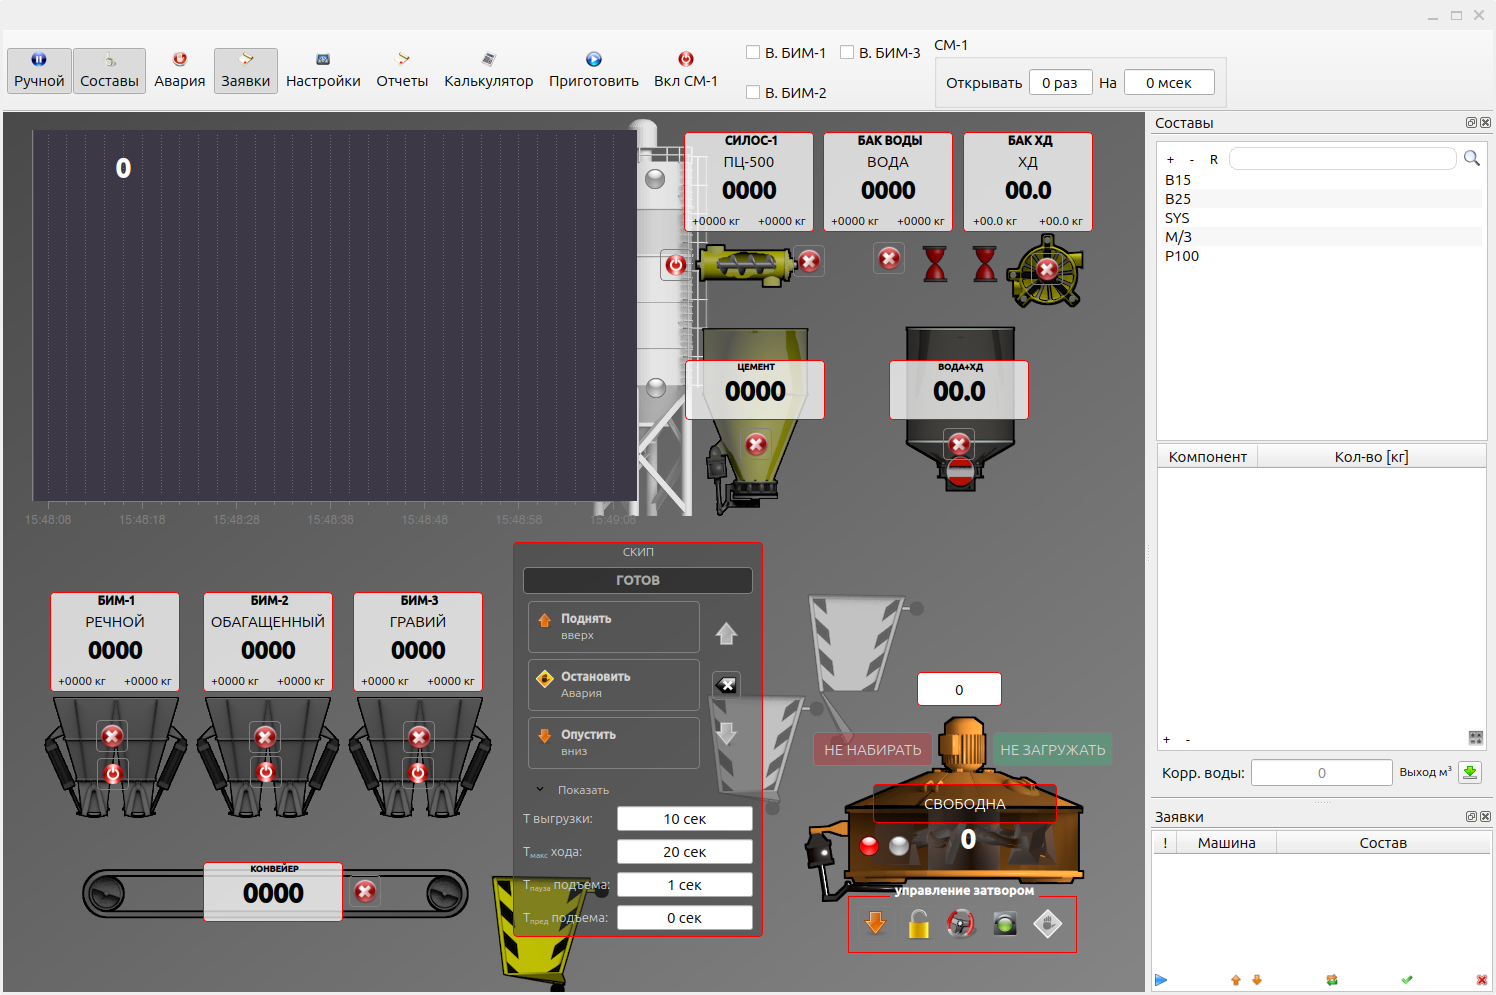 Ручной
Составы
Авария
Заявки
Настройки
Отчеты
Калькулятор
Приготовить
Вкл СМ-1
В. БИМ-1
В. БИМ-3
В. БИМ-2
СМ-1
Открывать
0 раз
На
0 мсек
0
15:48:08
15:48:18
15:48:28
15:48:38
15:48:48
15:48:58
15:49:08
СИЛОС-1
ПЦ-500
0000
+0000 кг +0000 кг
БАК ВОДЫ
ВОДА
0000
+0000 кг +0000 кг
БАК ХД
ХД
00.0
+00.0 кг +00.0 кг
ЦЕМЕНТ
0000
ВОДА+ХД
00.0
БИМ-1
РЕЧНОЙ
0000
+0000 кг +0000 кг
БИМ-2
ОБАГАЩЕННЫЙ
0000
+0000 кг +0000 кг
БИМ-3
ГРАВИЙ
0000
+0000 кг +0000 кг
КОНВЕЙЕР
0000
СКИП
ГОТОВ
Поднять
вверх
Остановить
Авария
Опустить
вниз
Показать
Т выгрузки: 10 сек
Тмакс хода: 20 сек
Тпауза подъема: 1 сек
Тпред подъема: 0 сек
0
НЕ НАБИРАТЬ
НЕ ЗАГРУЖАТЬ
СВОБОДНА
0
управление затвором
Составы
+ - R
B15
B25
SYS
М/З
P100
Компонент Кол-во [кг]
+ -
Корр. воды: 0 Выход м³
Заявки
! Машина Состав